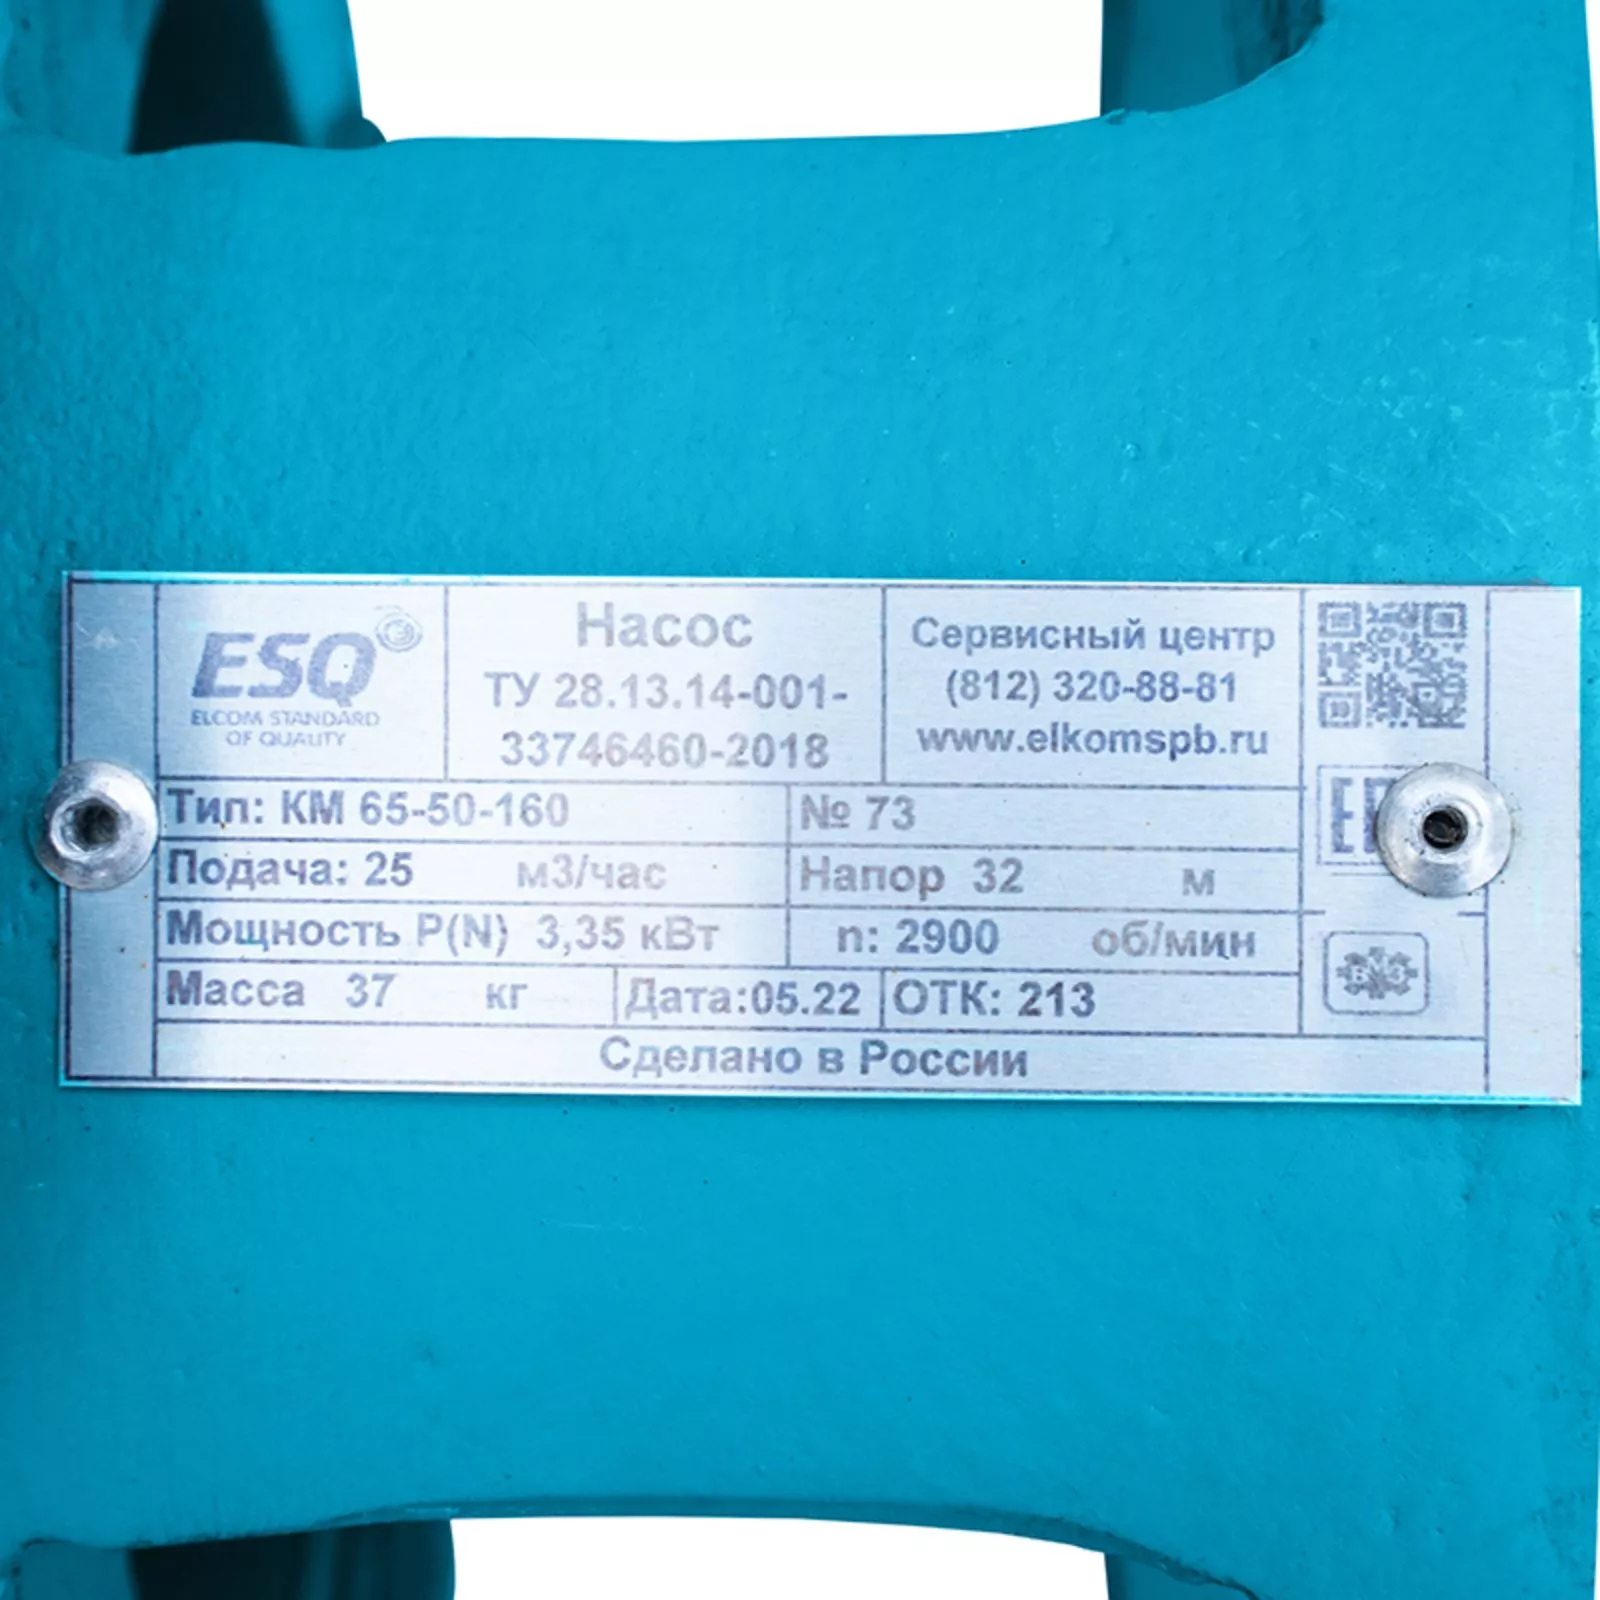 ESQ
ELCOM STANDARD
OF QUALITY
Насос
ТУ 28.13.14-001-
33746460-2018
Сервисный центр
(812) 320-88-81
www.elkomspb.ru
Тип: КМ 65-50-160
№ 73
Подача: 25 м3/час
Напор 32 м
Мощность P(N) 3,35 кВт
n: 2900 об/мин
Масса 37 кг
Дата:05.22
ОТК: 213
Сделано в России